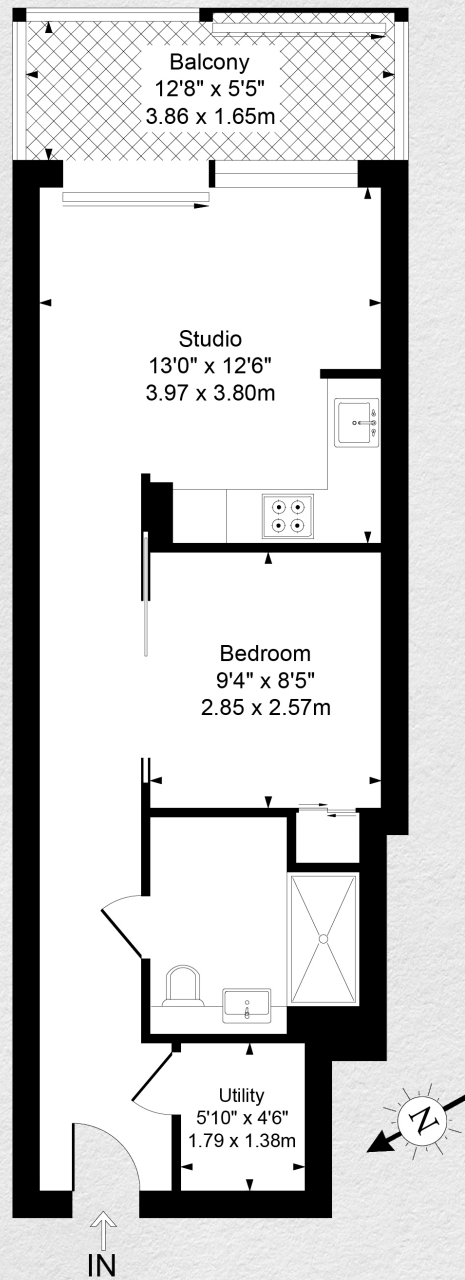 Balcony
12'8" x 5'5"
3.86 x 1.65m
Studio
13'0" x 12'6"
3.97 x 3.80m
Bedroom
9'4" x 8'5"
2.85 x 2.57m
Utility
5'10" x 4'6"
1.79 x 1.38m
N
IN